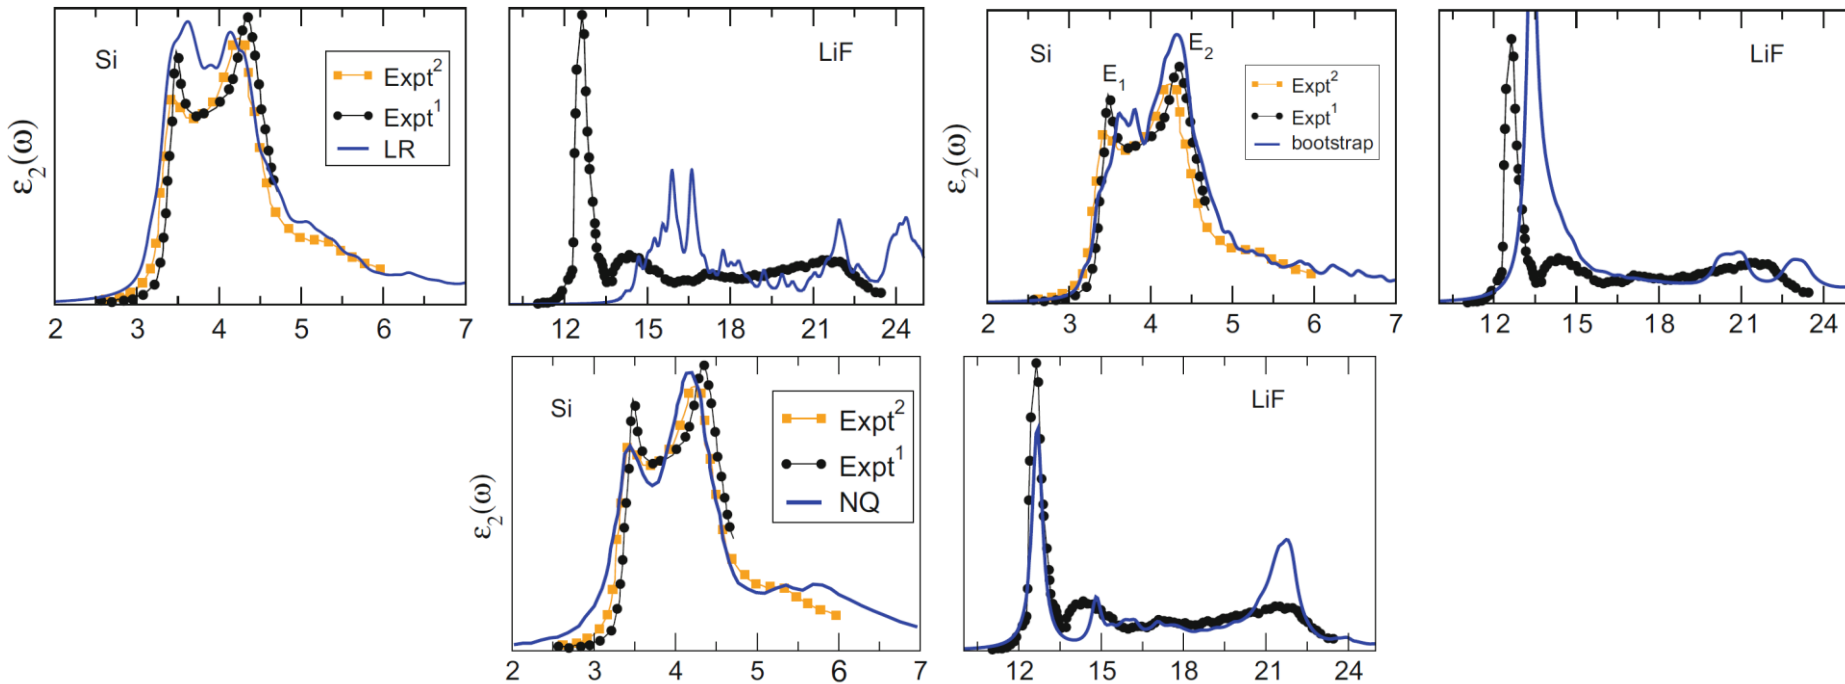 Si
Expt²
Expt¹
LR
ε₂(ω)
2 3 4 5 6 7
LiF
12 15 18 21 24
Si
E₁
E₂
Expt²
Expt¹
bootstrap
ε₂(ω)
2 3 4 5 6 7
LiF
12 15 18 21 24
Si
Expt²
Expt¹
NQ
ε₂(ω)
2 3 4 5 6 7
LiF
12 15 18 21 24